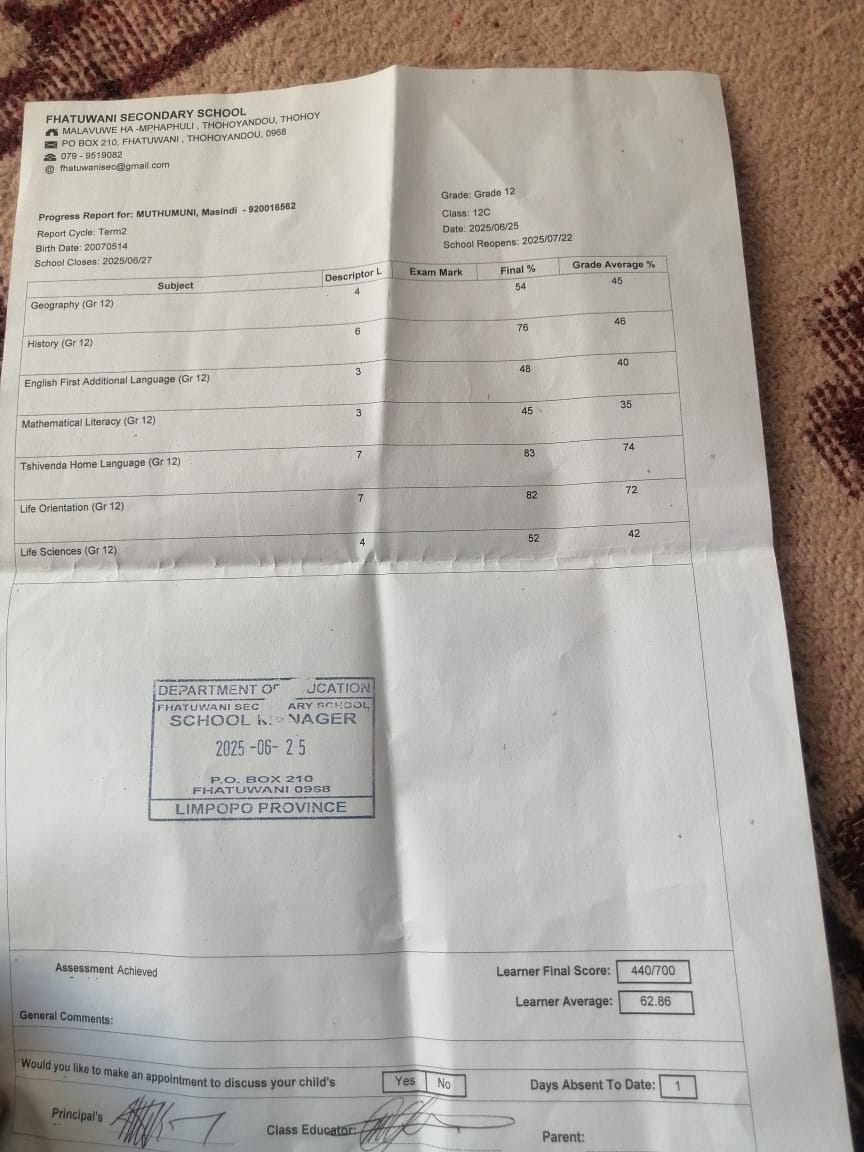 FHATUWANI SECONDARY SCHOOL
MALAVUWE HA -MPHAPHULI , THOHOYANDOU, THOHOY
PO BOX 210, FHATUWANI , THOHOYANDOU, 0968
079 - 9519082
@ fhatuwanisec@gmail.com
Progress Report for: MUTHUMUNI, Masindi - 920016562
Grade: Grade 12
Report Cycle: Term2
Class: 12C
Birth Date: 20070514
Date: 2025/06/25
School Closes: 2025/06/27
School Reopens: 2025/07/22
Subject Descriptor L Exam Mark Final % Grade Average %
Geography (Gr 12) 4 54 45
History (Gr 12) 6 76 46
English First Additional Language (Gr 12) 3 48 40
Mathematical Literacy (Gr 12) 3 45 35
Tshivenda Home Language (Gr 12) 7 83 74
Life Orientation (Gr 12) 7 82 72
Life Sciences (Gr 12) 4 52 42
DEPARTMENT OF UCATION
FHATUWANI SEC ARY SCHOOL
SCHOOL NAGER
2025 -06- 2 5
P.O. BOX 210
FHATUWANI 0968
LIMPOPO PROVINCE
Assessment Achieved
Learner Final Score: 440/700
Learner Average: 62.86
General Comments:
Would you like to make an appointment to discuss your child's Yes No
Days Absent To Date: 1
Principal's
Class Educator:
Parent: